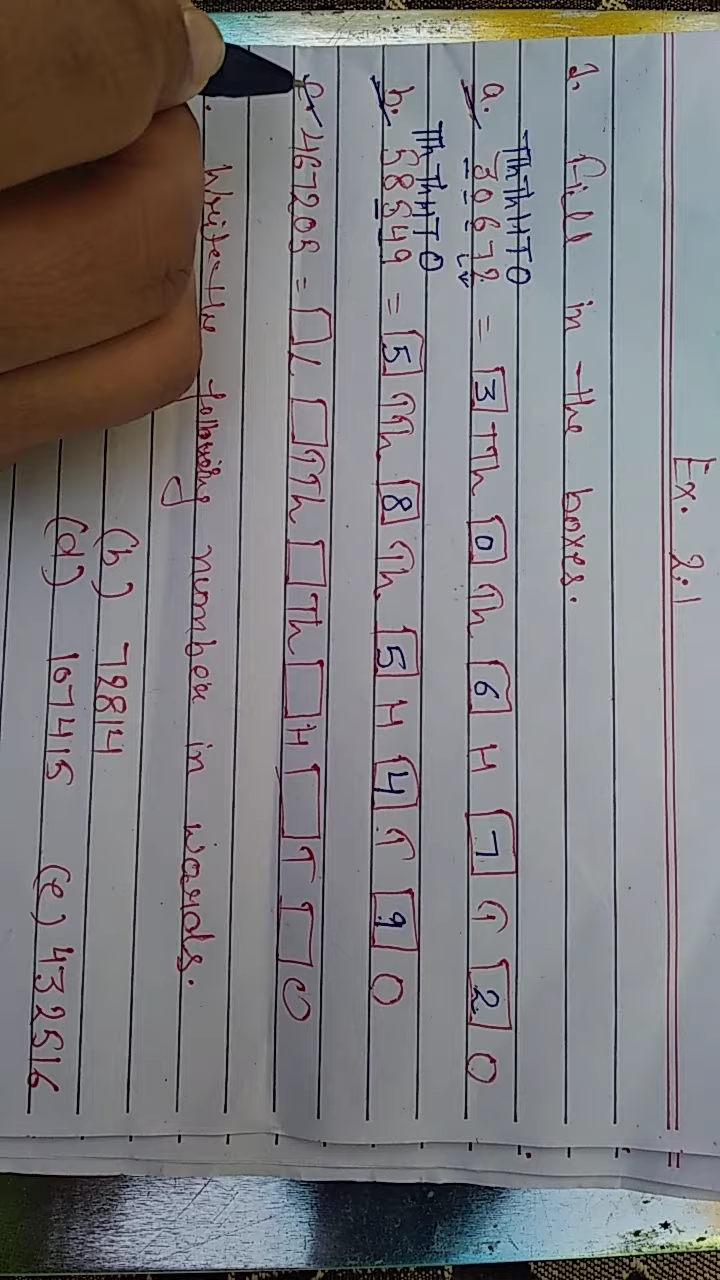 Ex. 2.1
1. Fill in the boxes.
TTh Th H T O
a. 30672 = 3 TTh 0 Th 6 H 7 T 2 O
TTh Th H T O
b. 58549 = 5 TTh 8 Th 5 H 4 T 9 O
c. 467205 = L TTh Th H T O
. Write the following number in words.
(b) 72814
(d) 107415 (e) 432516